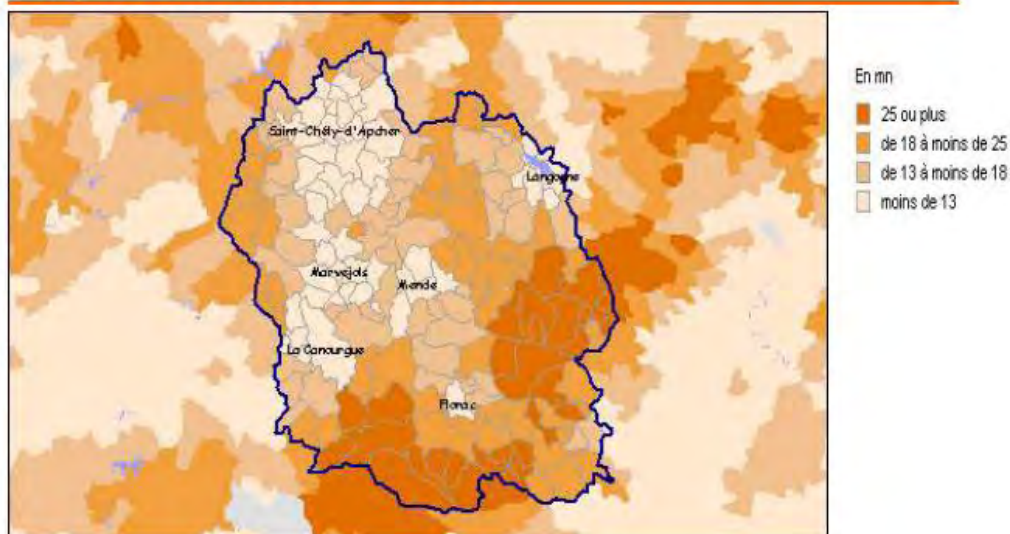 En mn
25 ou plus
de 18 à moins de 25
de 13 à moins de 18
moins de 13
Saint-Chély-d'Apcher
Langogne
Marvejols
Mende
La Canourgue
Florac